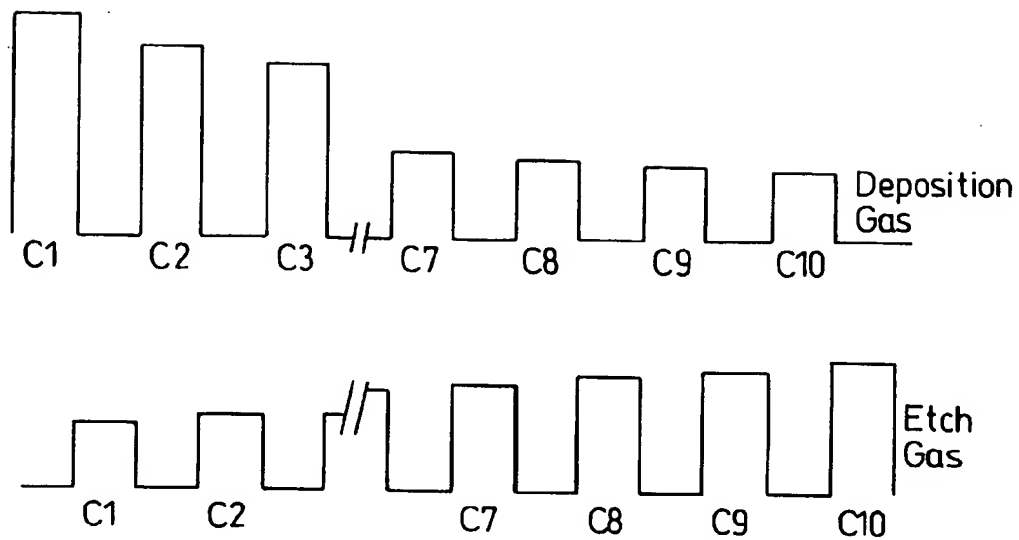 Deposition
Gas
C1 C2 C3 C7 C8 C9 C10
Etch
Gas
C1 C2 C7 C8 C9 C10